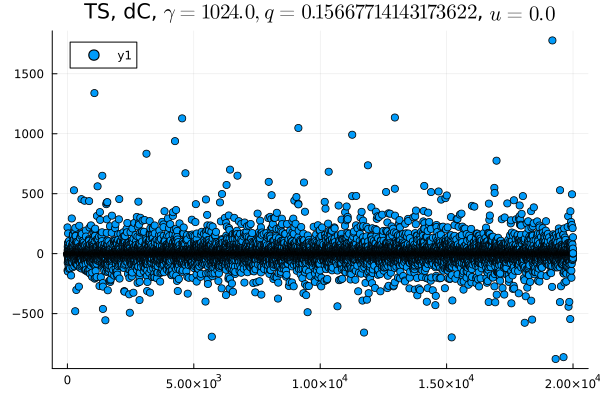 TS, dC, γ = 1024.0, q = 0.15667714143173622, u = 0.0
y1
1500
1000
500
0
−500
0 5.00×10³ 1.00×10⁴ 1.50×10⁴ 2.00×10⁴